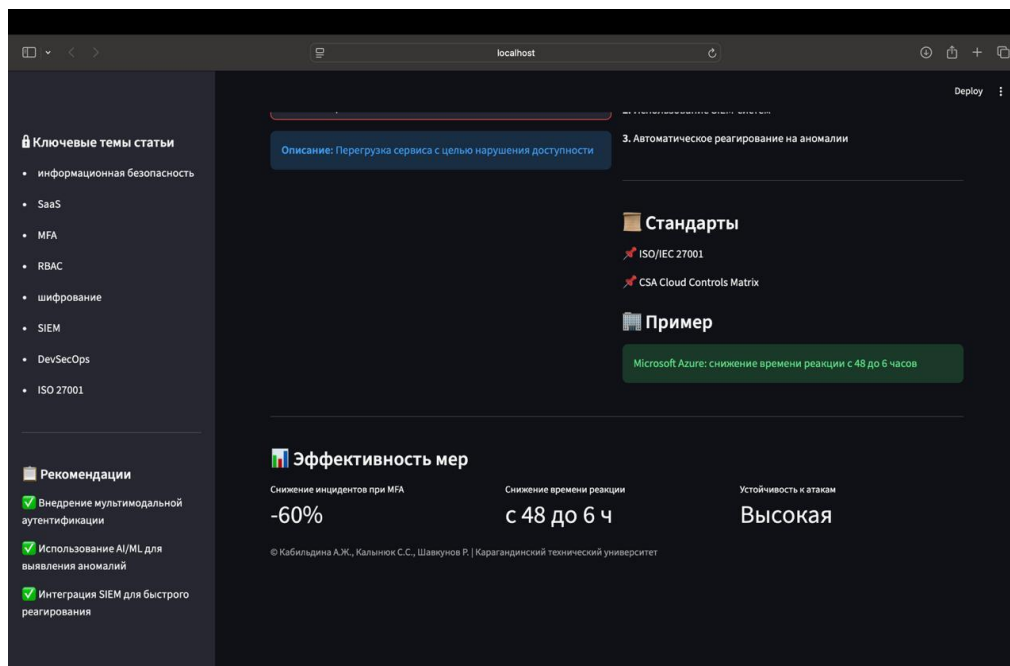 localhost
Deploy
Ключевые темы статьи
• информационная безопасность
• SaaS
• MFA
• RBAC
• шифрование
• SIEM
• DevSecOps
• ISO 27001
Рекомендации
Внедрение мультимодальной
аутентификации
Использование AI/ML для
выявления аномалий
Интеграция SIEM для быстрого
реагирования
Описание: Перегрузка сервиса с целью нарушения доступности
3. Автоматическое реагирование на аномалии
Стандарты
ISO/IEC 27001
CSA Cloud Controls Matrix
Пример
Microsoft Azure: снижение времени реакции с 48 до 6 часов
Эффективность мер
Снижение инцидентов при MFA
-60%
Снижение времени реакции
с 48 до 6 ч
Устойчивость к атакам
Высокая
© Кабильдина А.Ж., Калынюк С.С., Шавкунов Р. | Карагандинский технический университет